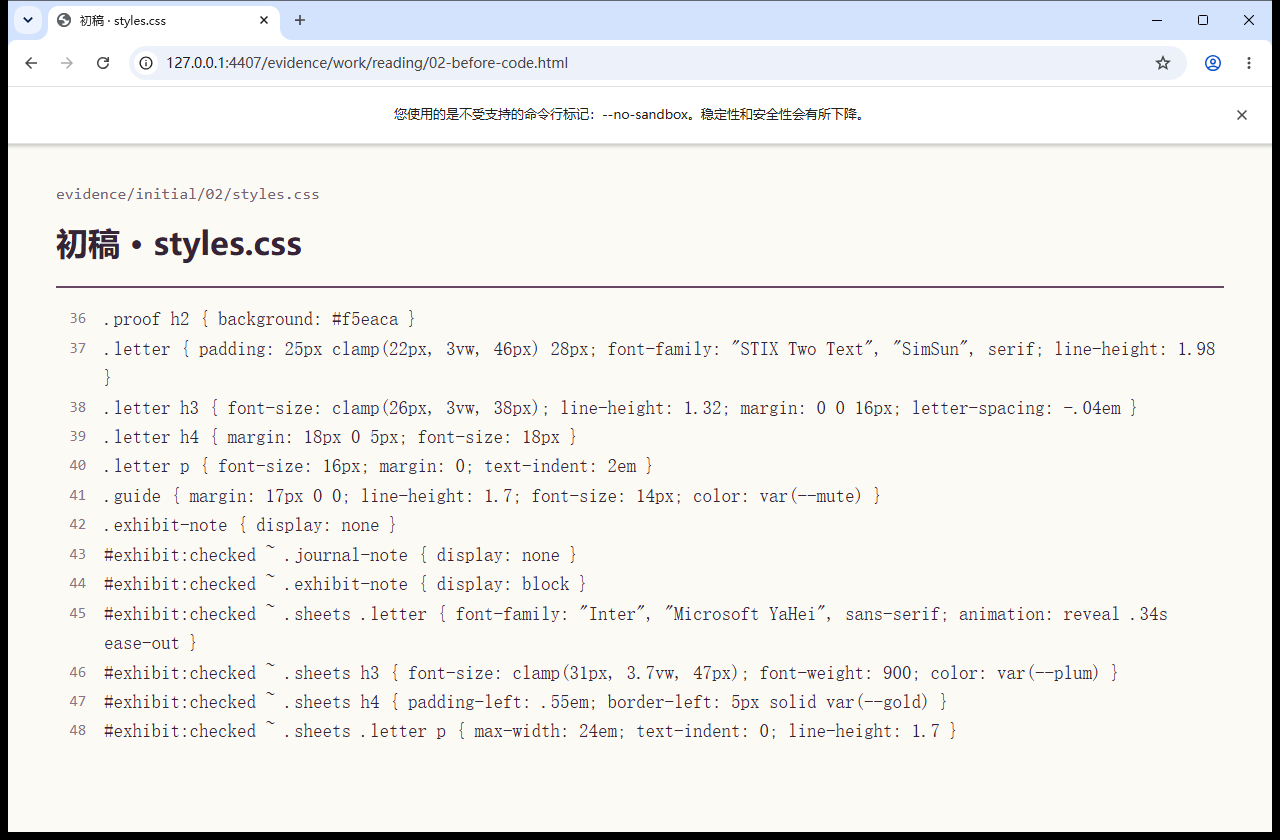 初稿 · styles.css
127.0.0.1:4407/evidence/work/reading/02-before-code.html
您使用的是不受支持的命令行标记：--no-sandbox。稳定性和安全性会有所下降。
evidence/initial/02/styles.css
初稿 · styles.css
36 .proof h2 { background: #f5eaca }
37 .letter { padding: 25px clamp(22px, 3vw, 46px) 28px; font-family: "STIX Two Text", "SimSun", serif; line-height: 1.98
}
38 .letter h3 { font-size: clamp(26px, 3vw, 38px); line-height: 1.32; margin: 0 0 16px; letter-spacing: -.04em }
39 .letter h4 { margin: 18px 0 5px; font-size: 18px }
40 .letter p { font-size: 16px; margin: 0; text-indent: 2em }
41 .guide { margin: 17px 0 0; line-height: 1.7; font-size: 14px; color: var(--mute) }
42 .exhibit-note { display: none }
43 #exhibit:checked ~ .journal-note { display: none }
44 #exhibit:checked ~ .exhibit-note { display: block }
45 #exhibit:checked ~ .sheets .letter { font-family: "Inter", "Microsoft YaHei", sans-serif; animation: reveal .34s
ease-out }
46 #exhibit:checked ~ .sheets h3 { font-size: clamp(31px, 3.7vw, 47px); font-weight: 900; color: var(--plum) }
47 #exhibit:checked ~ .sheets h4 { padding-left: .55em; border-left: 5px solid var(--gold) }
48 #exhibit:checked ~ .sheets .letter p { max-width: 24em; text-indent: 0; line-height: 1.7 }